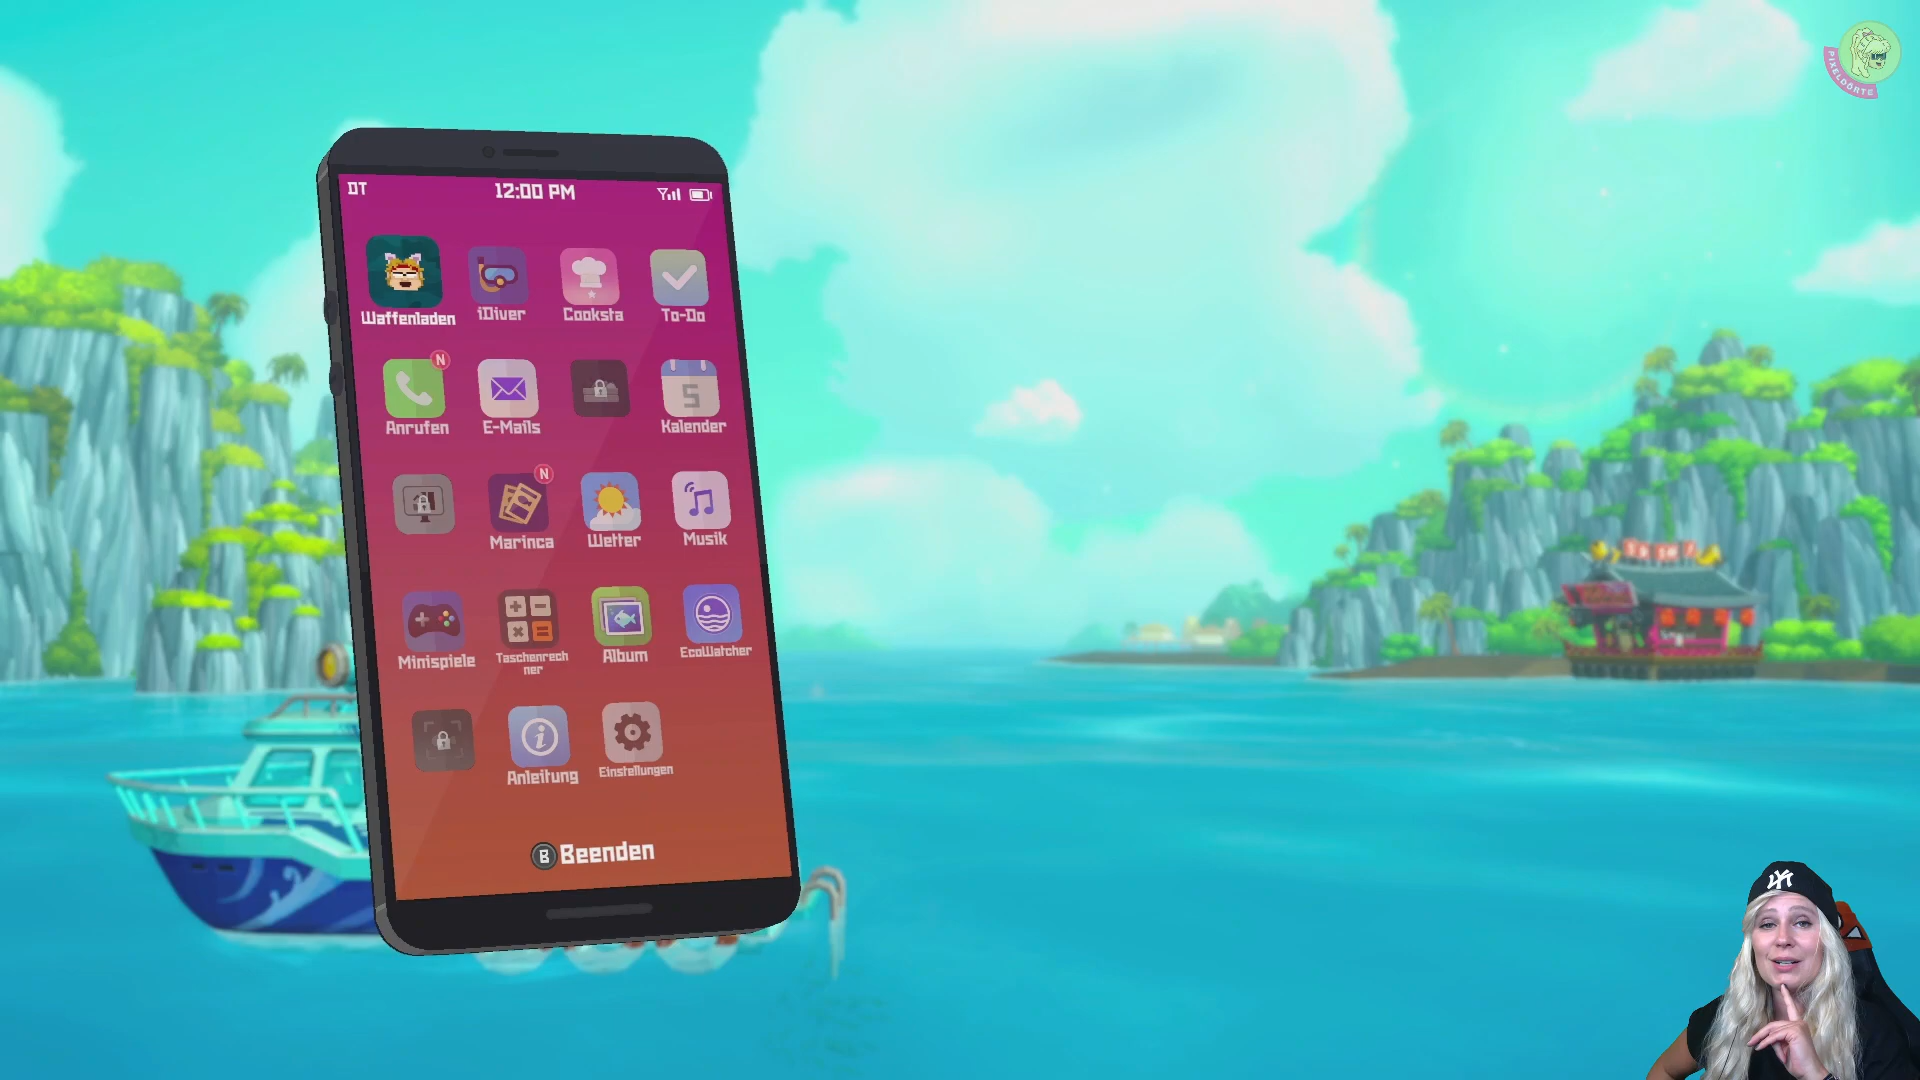 PIXELDÖRTE
DT
12:00 PM
Waffenladen
iDiver
Cooksta
To-Do
N
Anrufen
E-Mails
5
Kalender
N
Marinca
Wetter
Musik
Minispiele
Taschenrech
ner
Album
EcoWatcher
Anleitung
Einstellungen
B Beenden